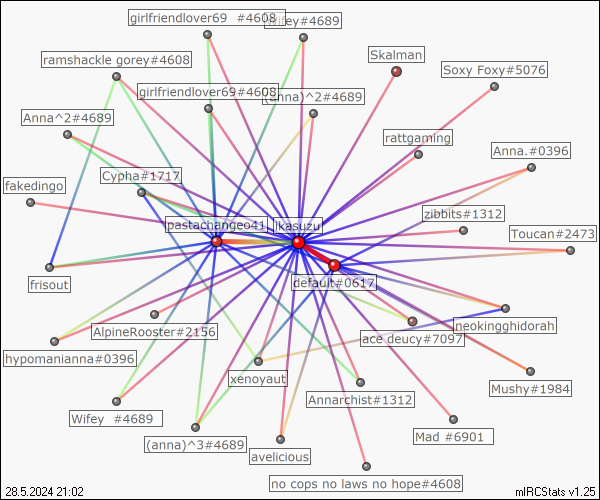 girlfriendlover69  #4608
Wifey#4689
ramshackle gorey#4608
Skalman
Soxy Foxy#5076
girlfriendlover69#4608
(anna)^2#4689
Anna^2#4689
rattgaming
Anna.#0396
Cypha#1717
fakedingo
zibbits#1312
pastachangeo41
ikasuzu
Toucan#2473
frisout
default#0617
neokingghidorah
AlpineRooster#2156
ace deucy#7097
hypomanianna#0396
xenoyaut
Mushy#1984
Annarchist#1312
Wifey  #4689
Mad #6901
(anna)^3#4689
avelicious
no cops no laws no hope#4608
28.5.2024 21:02
mIRCStats v1.25